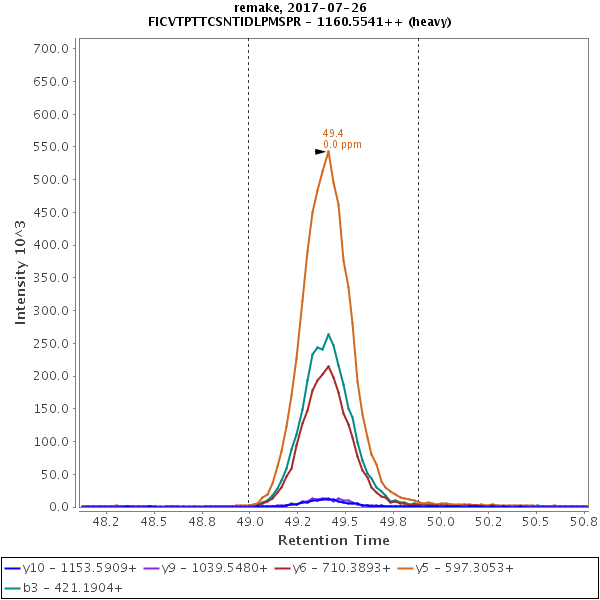 remake, 2017-07-26
FICVTPTTCSNTIDLPMSPR - 1160.5541++ (heavy)
700.0
650.0
600.0
550.0
500.0
450.0
400.0
350.0
300.0
250.0
200.0
150.0
100.0
50.0
0.0
Intensity 10^3
49.4
0.0 ppm
48.2 48.5 48.8 49.0 49.2 49.5 49.8 50.0 50.2 50.5 50.8
Retention Time
y10 - 1153.5909+ y9 - 1039.5480+ y6 - 710.3893+ y5 - 597.3053+
b3 - 421.1904+